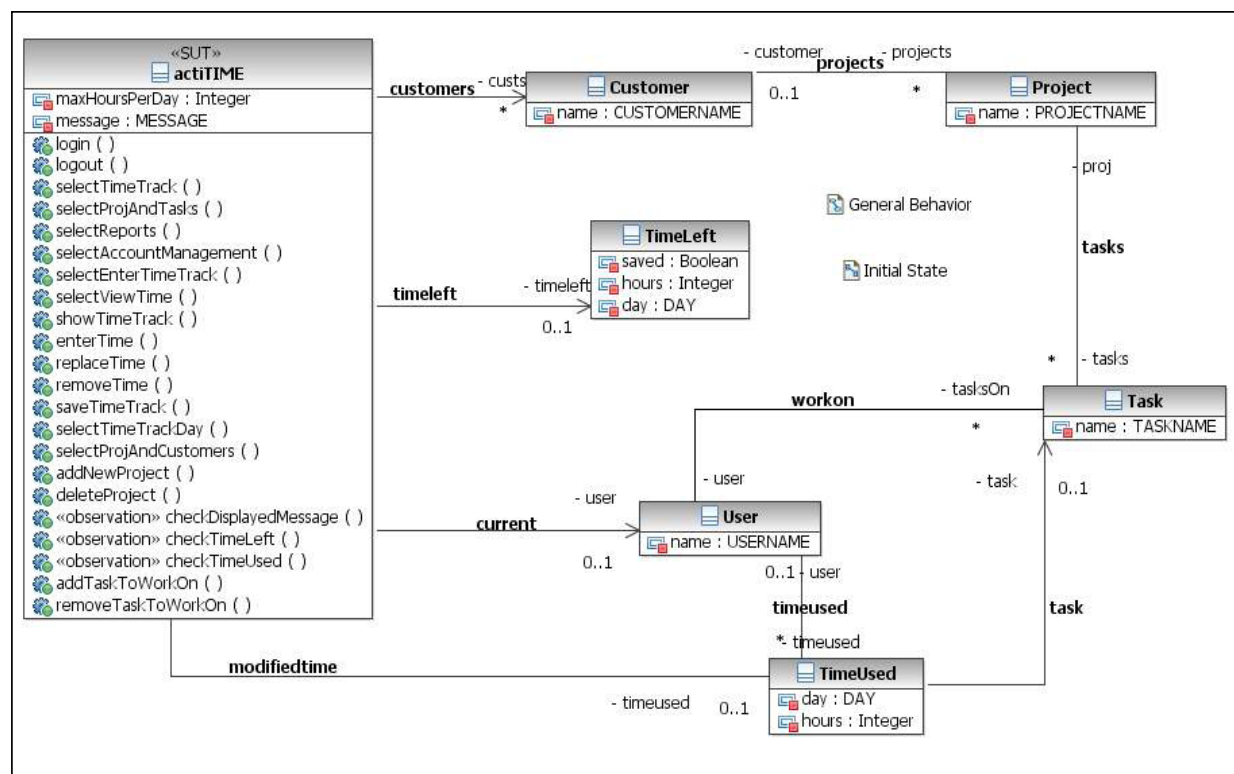 «SUT»
actiTIME
maxHoursPerDay : Integer
message : MESSAGE
login ( )
logout ( )
selectTimeTrack ( )
selectProjAndTasks ( )
selectReports ( )
selectAccountManagement ( )
selectEnterTimeTrack ( )
selectViewTime ( )
showTimeTrack ( )
enterTime ( )
replaceTime ( )
removeTime ( )
saveTimeTrack ( )
selectTimeTrackDay ( )
selectProjAndCustomers ( )
addNewProject ( )
deleteProject ( )
«observation» checkDisplayedMessage ( )
«observation» checkTimeLeft ( )
«observation» checkTimeUsed ( )
addTaskToWorkOn ( )
removeTaskToWorkOn ( )
customers
- custs
*
Customer
name : CUSTOMERNAME
- customer
- projects
projects
0..1
*
Project
name : PROJECTNAME
- proj
tasks
*
- tasks
General Behavior
Initial State
TimeLeft
saved : Boolean
hours : Integer
day : DAY
timeleft
- timeleft
0..1
workon
- tasksOn
*
- user
Task
name : TASKNAME
- task
0..1
task
current
- user
0..1
User
name : USERNAME
0..1
- user
timeused
*
- timeused
modifiedtime
- timeused
0..1
TimeUsed
day : DAY
hours : Integer